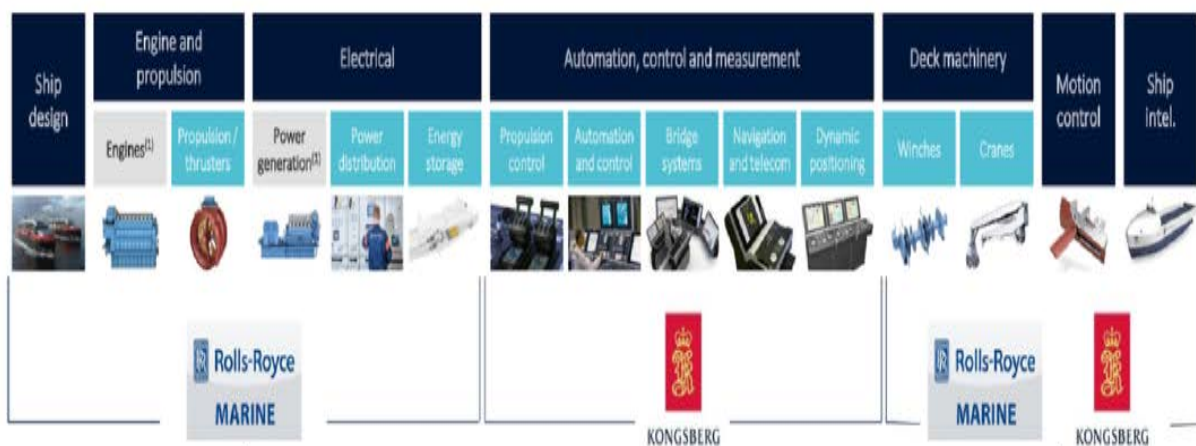 Ship
design
Engine and
propulsion
Electrical
Automation, control and measurement
Deck machinery
Motion
control
Ship
intel.
Engines(1)
Propulsion /
thrusters
Power
generation(1)
Power
distribution
Energy
storage
Propulsion
control
Automation
and control
Bridge
systems
Navigation
and telecom
Dynamic
positioning
Winches
Cranes
Rolls-Royce
MARINE
KONGSBERG
Rolls-Royce
MARINE
KONGSBERG